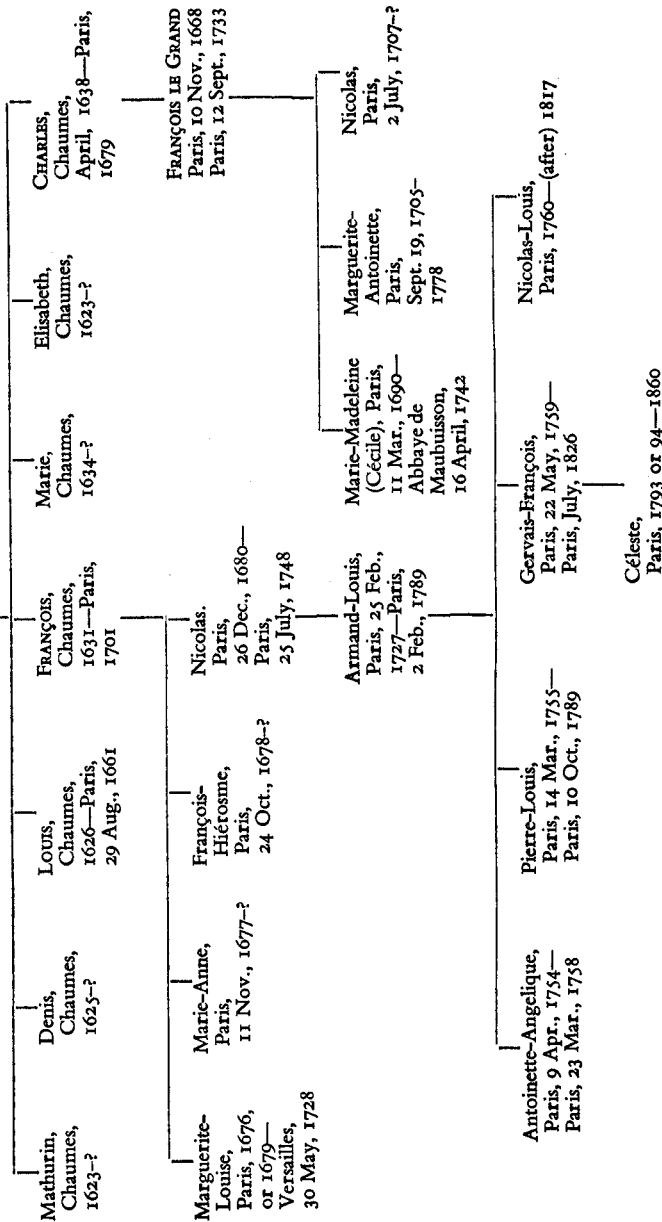 Mathurin,
Chaumes,
1623–?
Denis,
Chaumes,
1625–?
Louis,
Chaumes,
1626—Paris,
29 Aug., 1661
François,
Chaumes,
1631—Paris,
1701
Marie,
Chaumes,
1634–?
Elisabeth,
Chaumes,
1623–?
Charles,
Chaumes,
April, 1638—Paris,
1679
Marguerite-
Louise,
Paris, 1676,
or 1679—
Versailles,
30 May, 1728
Marie-Anne,
Paris,
11 Nov., 1677–?
François-
Hiérosme,
Paris,
24 Oct., 1678–?
Nicolas.
Paris,
26 Dec., 1680—
Paris,
25 July, 1748
François le Grand
Paris, 10 Nov., 1668
Paris, 12 Sept., 1733
Armand-Louis,
Paris, 25 Feb.,
1727—Paris,
2 Feb., 1789
Marie-Madeleine
(Cécile), Paris,
11 Mar., 1690—
Abbaye de
Maubuisson,
16 April, 1742
Marguerite-
Antoinette,
Paris,
Sept. 19, 1705–
1778
Nicolas,
Paris,
2 July, 1707–?
Antoinette-Angelique,
Paris, 9 Apr., 1754—
Paris, 23 Mar., 1758
Pierre-Louis,
Paris, 14 Mar., 1755—
Paris, 10 Oct., 1789
Gervais-François,
Paris, 22 May, 1759—
Paris, July, 1826
Nicolas-Louis,
Paris, 1760—(after) 1817
Céleste,
Paris, 1793 or 94—1860